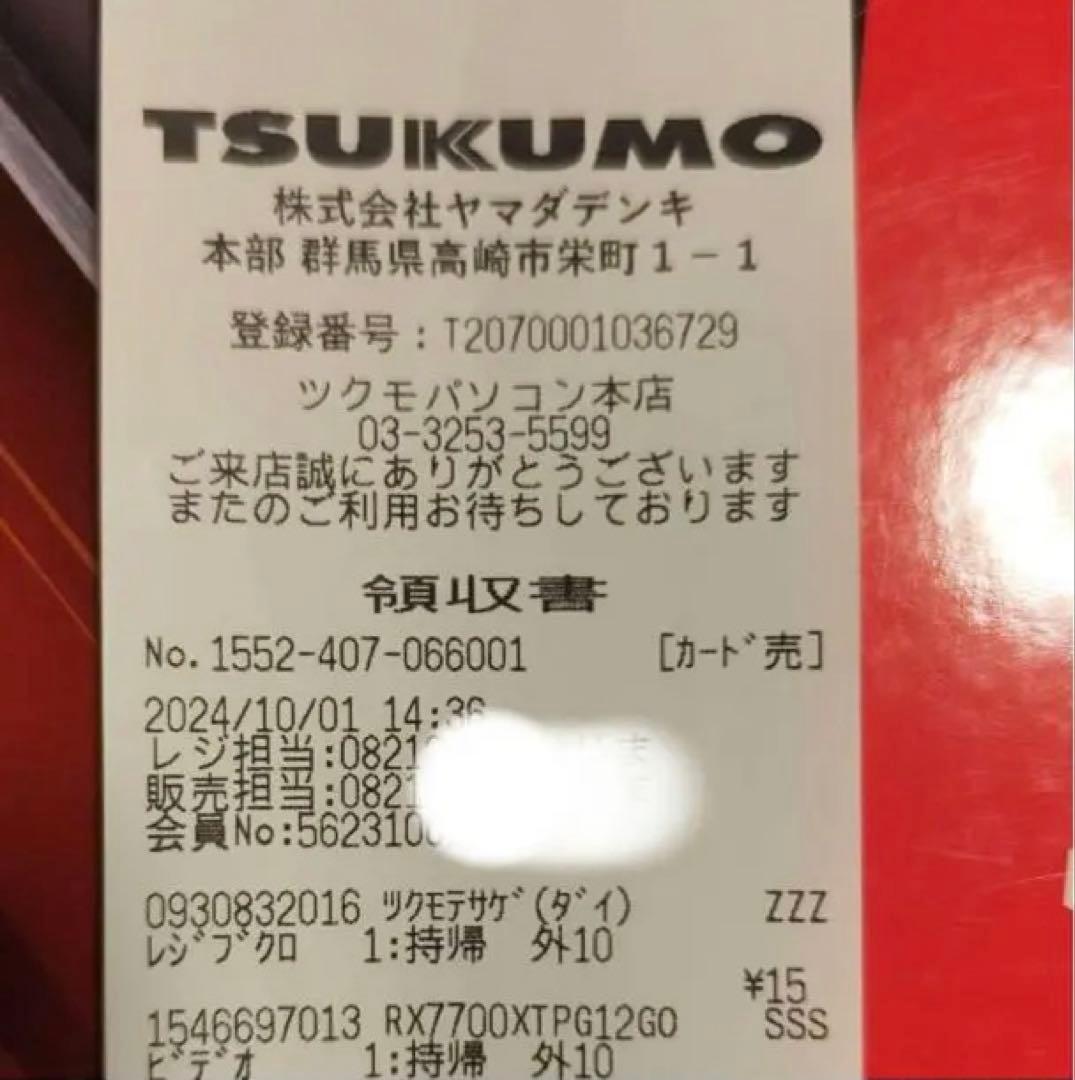 TSUKUMO
株式会社ヤマダデンキ
本部 群馬県高崎市栄町1-1
登録番号:T2070001036729
ツクモパソコン本店
03-3253-5599
ご来店誠にありがとうございます
またのご利用お待ちしております
領収書
No.1552-407-066001 [カード売]
2024/10/01 14:36
レジ担当:0821
販売担当:0821
会員No:562310
0930832016 ツクモテサゲ(ダイ) ZZZ
レジブクロ 1:持帰 外10
¥15
1546697013 RX7700XTPG12GO SSS
ビデオ 1:持帰 外10